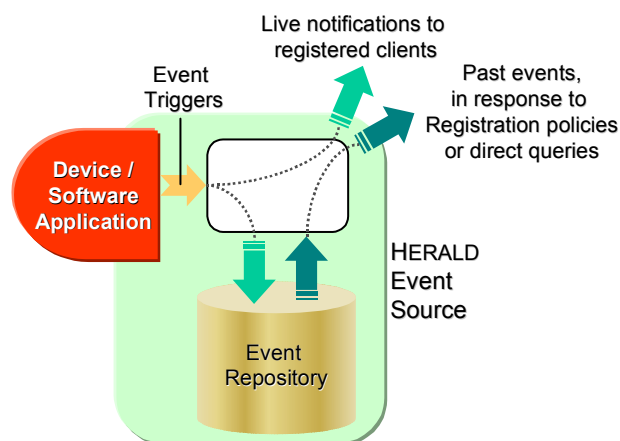 Live notifications to
registered clients
Event
Triggers
Past events,
in response to
Registration policies
or direct queries
Device /
Software
Application
HERALD
Event
Source
Event
Repository